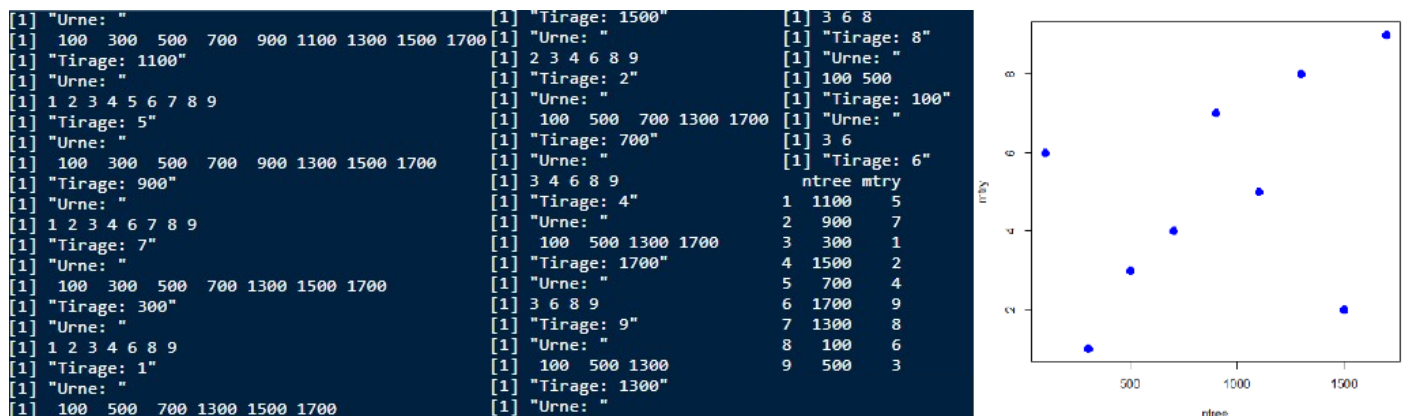 [1] "Urne: "
[1]  100  300  500  700  900 1100 1300 1500 1700
[1] "Tirage: 1100"
[1] "Urne: "
[1] 1 2 3 4 5 6 7 8 9
[1] "Tirage: 5"
[1] "Urne: "
[1]  100  300  500  700  900 1300 1500 1700
[1] "Tirage: 900"
[1] "Urne: "
[1] 1 2 3 4 6 7 8 9
[1] "Tirage: 7"
[1] "Urne: "
[1]  100  300  500  700 1300 1500 1700
[1] "Tirage: 300"
[1] "Urne: "
[1] 1 2 3 4 6 8 9
[1] "Tirage: 1"
[1] "Urne: "
[1]  100  500  700 1300 1500 1700
[1] "Tirage: 1500"
[1] "Urne: "
[1] 2 3 4 6 8 9
[1] "Tirage: 2"
[1] "Urne: "
[1]  100  500  700 1300 1700
[1] "Tirage: 700"
[1] "Urne: "
[1] 3 4 6 8 9
[1] "Tirage: 4"
[1] "Urne: "
[1]  100  500 1300 1700
[1] "Tirage: 1700"
[1] "Urne: "
[1] 3 6 8 9
[1] "Tirage: 9"
[1] "Urne: "
[1]  100  500 1300
[1] "Tirage: 1300"
[1] "Urne: "
[1] 3 6 8
[1] "Tirage: 8"
[1] "Urne: "
[1] 100 500
[1] "Tirage: 100"
[1] "Urne: "
[1] 3 6
[1] "Tirage: 6"
ntree mtry
1 1100 5
2 900 7
3 300 1
4 1500 2
5 700 4
6 1700 9
7 1300 8
8 100 6
9 500 3
mtry
8
6
4
2
500 1000 1500
ntree